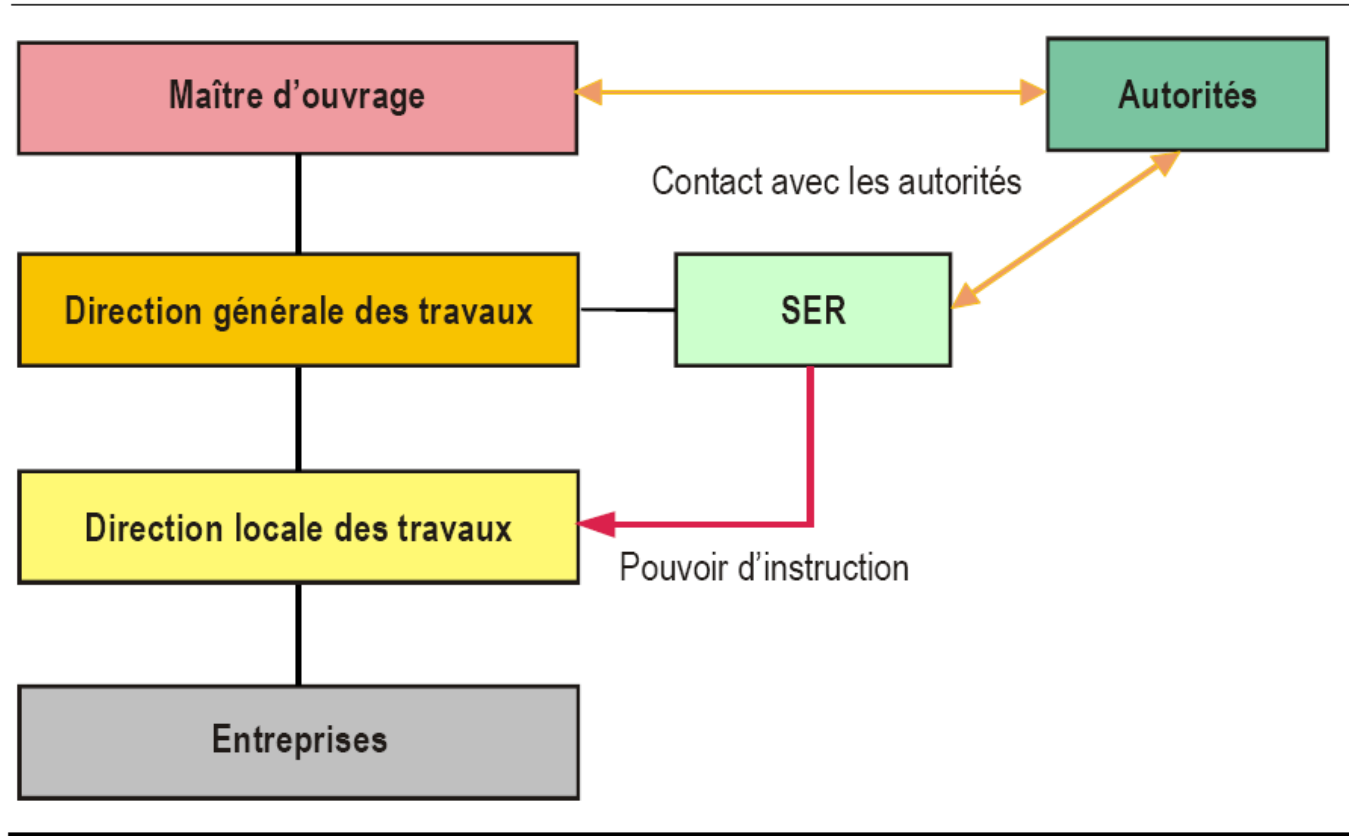 Maître d’ouvrage
Autorités
Contact avec les autorités
Direction générale des travaux
SER
Direction locale des travaux
Pouvoir d’instruction
Entreprises